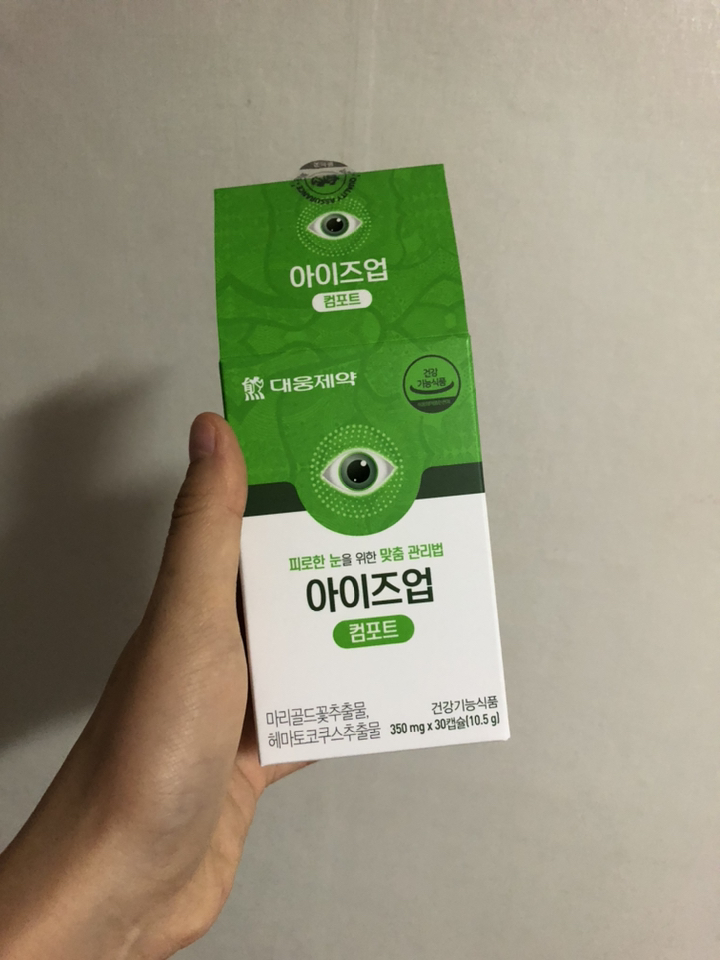 QUALITY ASSURANCE
아이즈업
컴포트
대웅제약
건강
기능식품
피로한 눈을 위한 맞춤 관리법
아이즈업
컴포트
마리골드꽃추출물,
헤마토코쿠스추출물
건강기능식품
350 mg x 30캡슐(10.5 g)